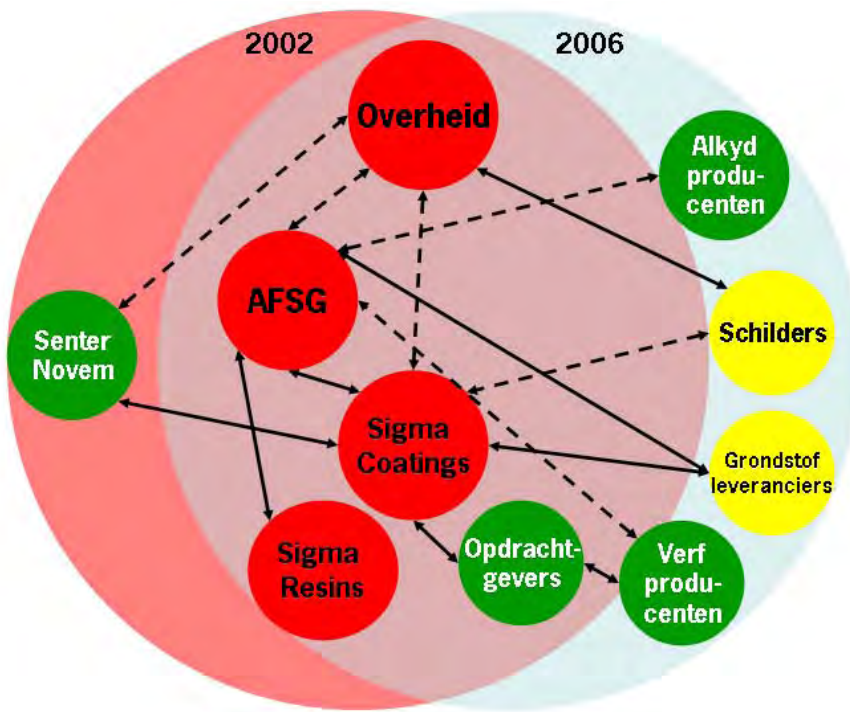 2002
2006
Overheid
Alkyd
produ-
centen
AFSG
Senter
Novem
Schilders
Sigma
Coatings
Grondstof
leveranciers
Sigma
Resins
Opdracht-
gevers
Verf
produ-
centen